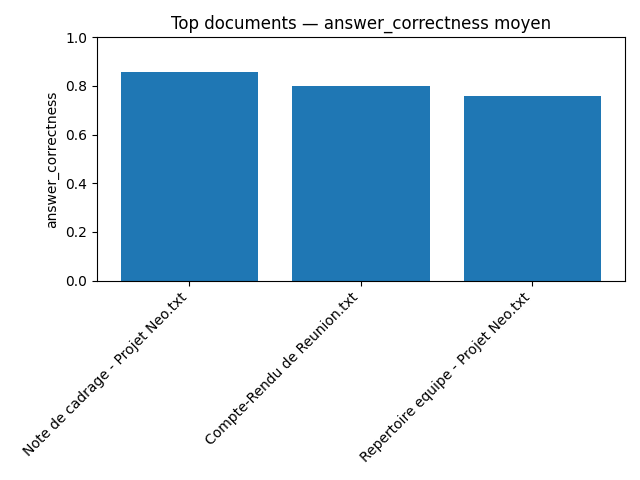 Top documents — answer_correctness moyen
answer_correctness
1.0
0.8
0.6
0.4
0.2
0.0
Note de cadrage - Projet Neo.txt
Compte-Rendu de Reunion.txt
Repertoire equipe - Projet Neo.txt